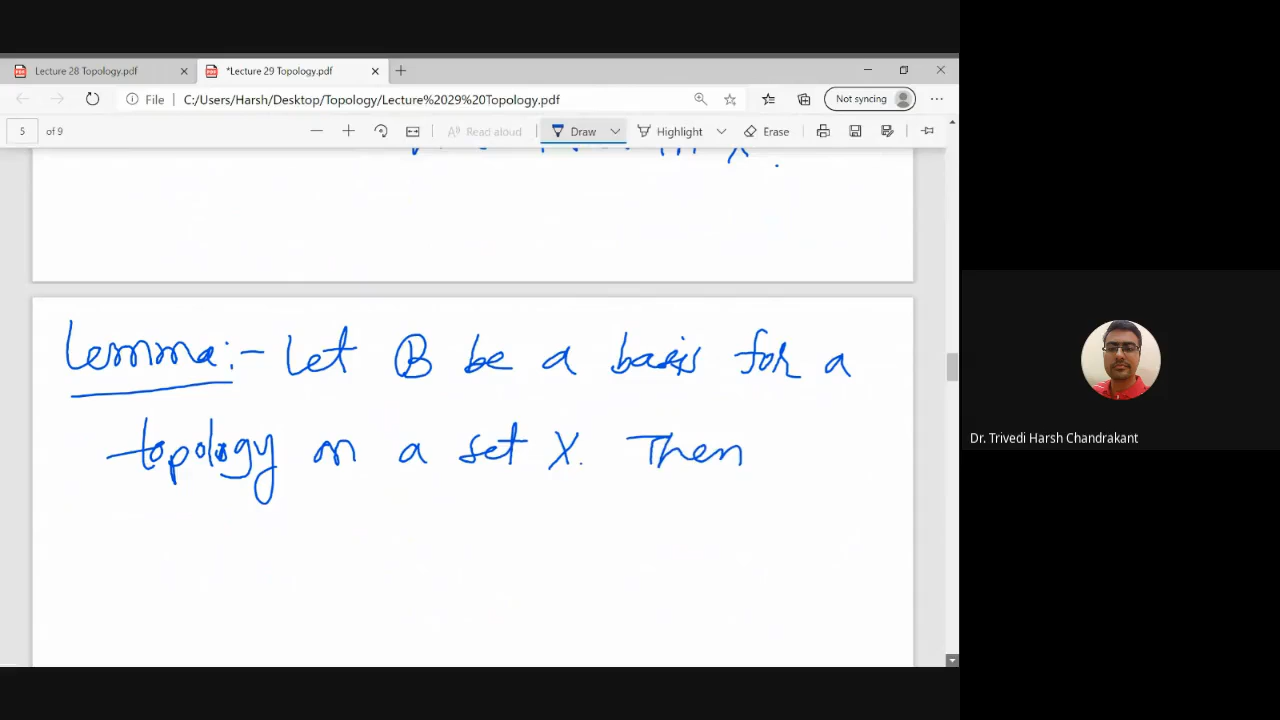 Lecture 28 Topology.pdf
*Lecture 29 Topology.pdf
File
C:/Users/Harsh/Desktop/Topology/Lecture%2029%20Topology.pdf
Not syncing
5 of 9
Read aloud
Draw
Highlight
Erase
in X.
Lemma:- Let B be a basis for a
topology on a set X. Then
Dr. Trivedi Harsh Chandrakant